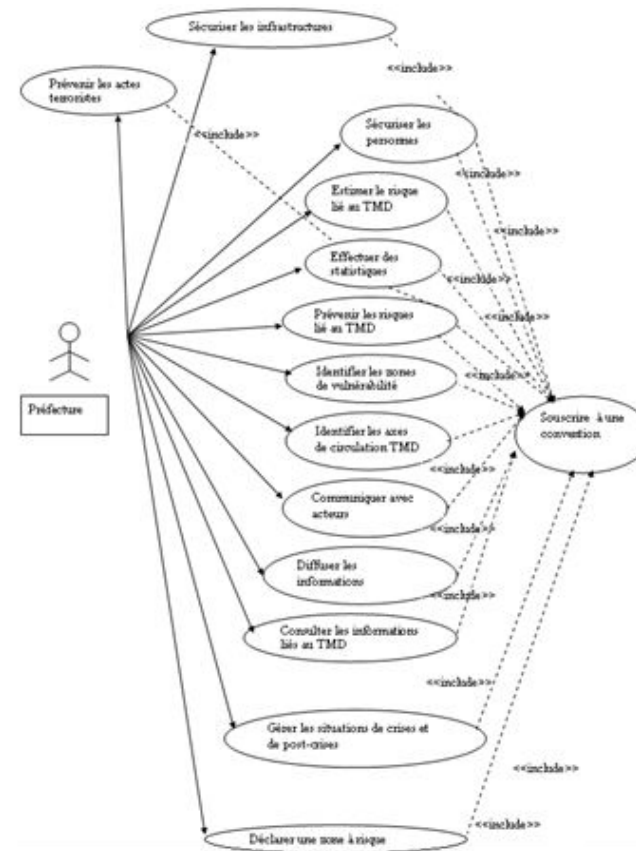 Sécuriser les infrastructures
<<include>>
Prévenir les actes
terroristes
<<include>>
Sécuriser les
personnes
<<include>>
Estimer le risque
lié au TMD
<<include>>
Effectuer des
statistiques
<<include>>
Prévenir les risques
lié au TMD
<<include>>
Identifier les zones
de vulnérabilité
Préfecture
Souscrire à une
convention
Identifier les axes
de circulation TMD
<<include>>
Communiquer avec
acteurs
<<include>>
Diffuser les
informations
<<include>>
Consulter les informations
liés au TMD
<<include>>
Gérer les situations de crises et
de post-crises
<<include>>
Déclarer une zone à risque